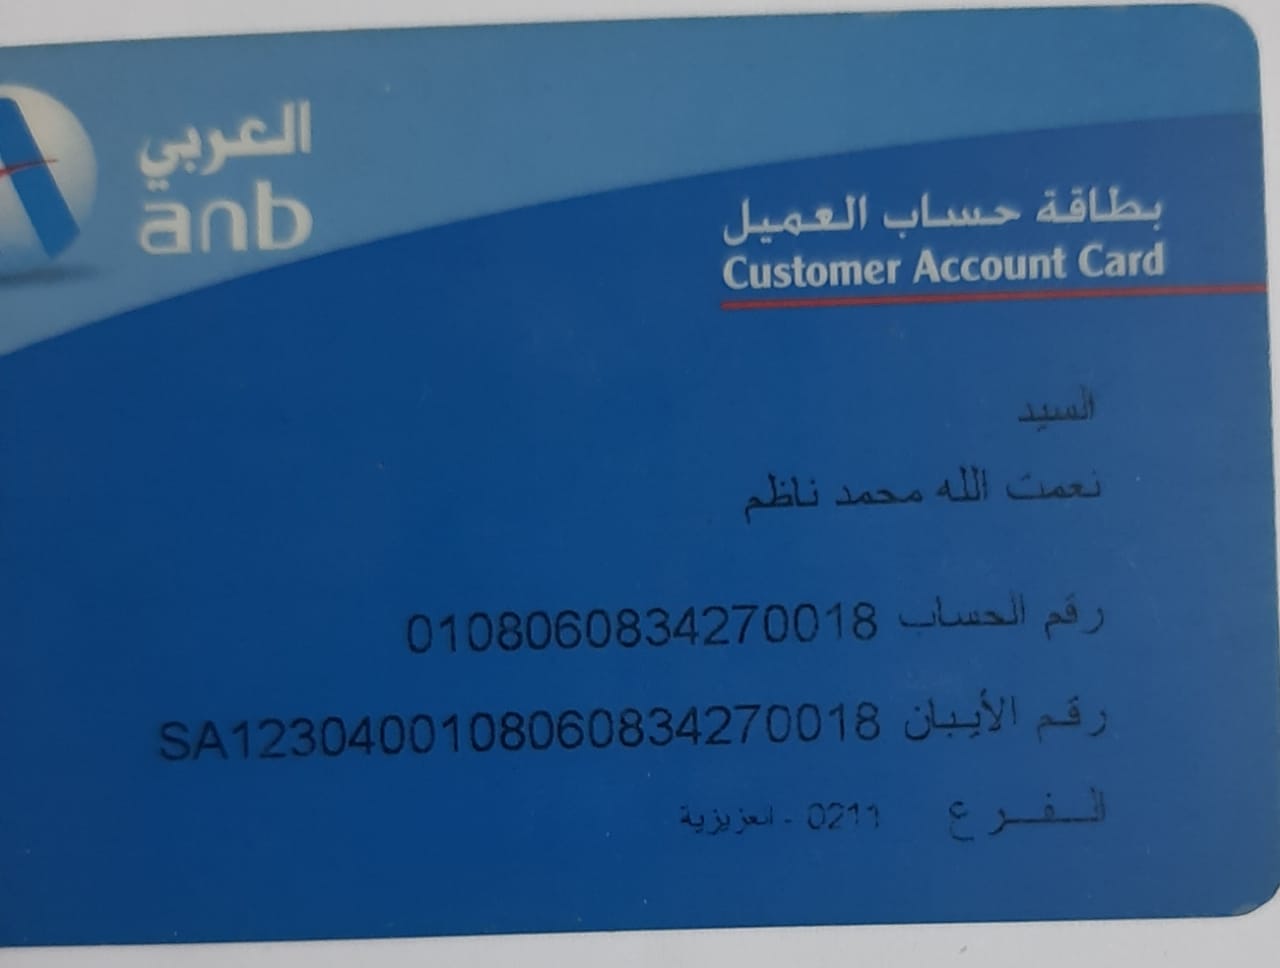 العربي
anb
بطاقة حساب العميل
Customer Account Card
السيد
نعمت الله محمد ناظم
رقم الحساب 0108060834270018
رقم الأيبان SA1230400108060834270018
الفرع 0211 - العزيزية